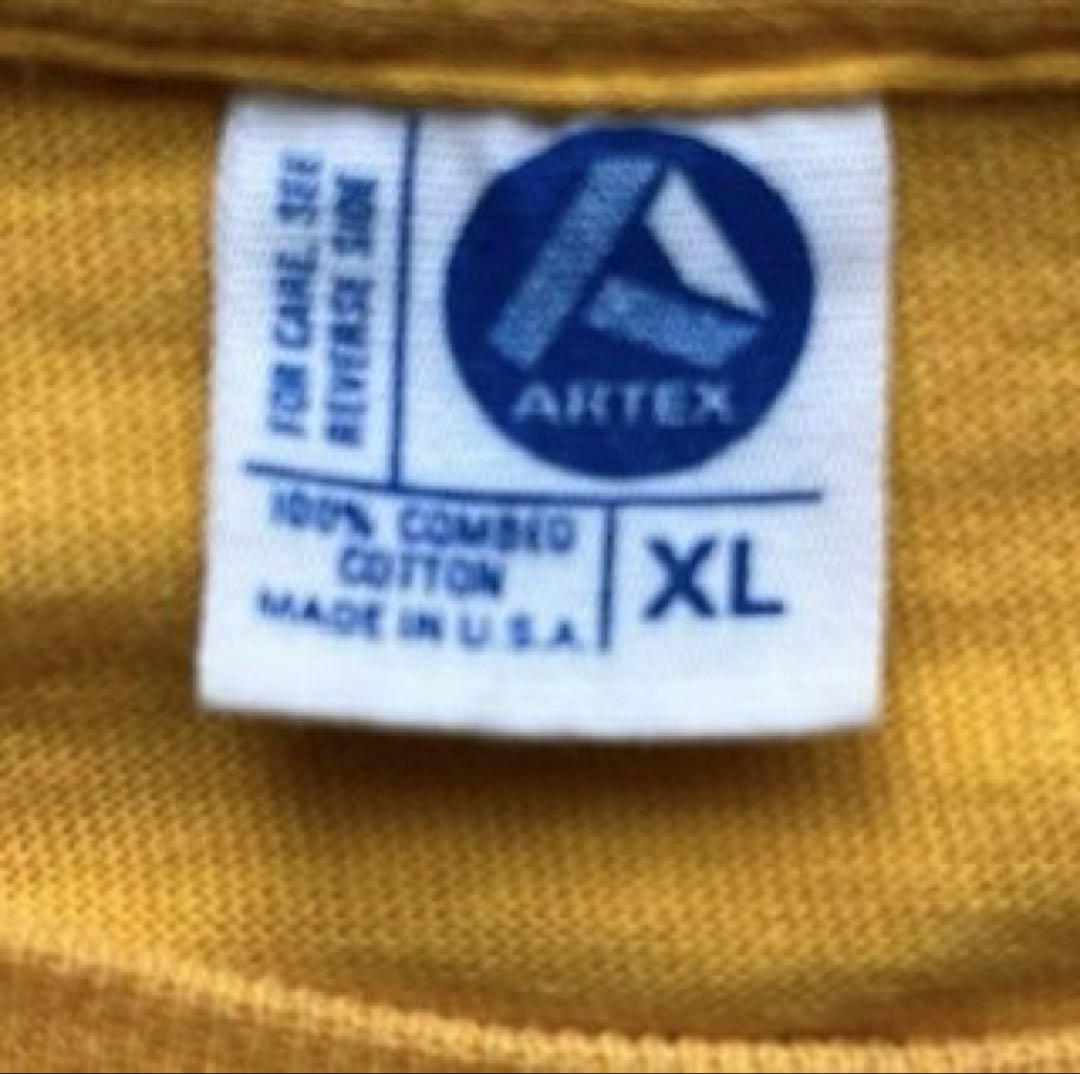 FOR CARE, SEE
REVERSE SIDE
ARTEX
100% COMBED
COTTON
MADE IN U.S.A.
XL